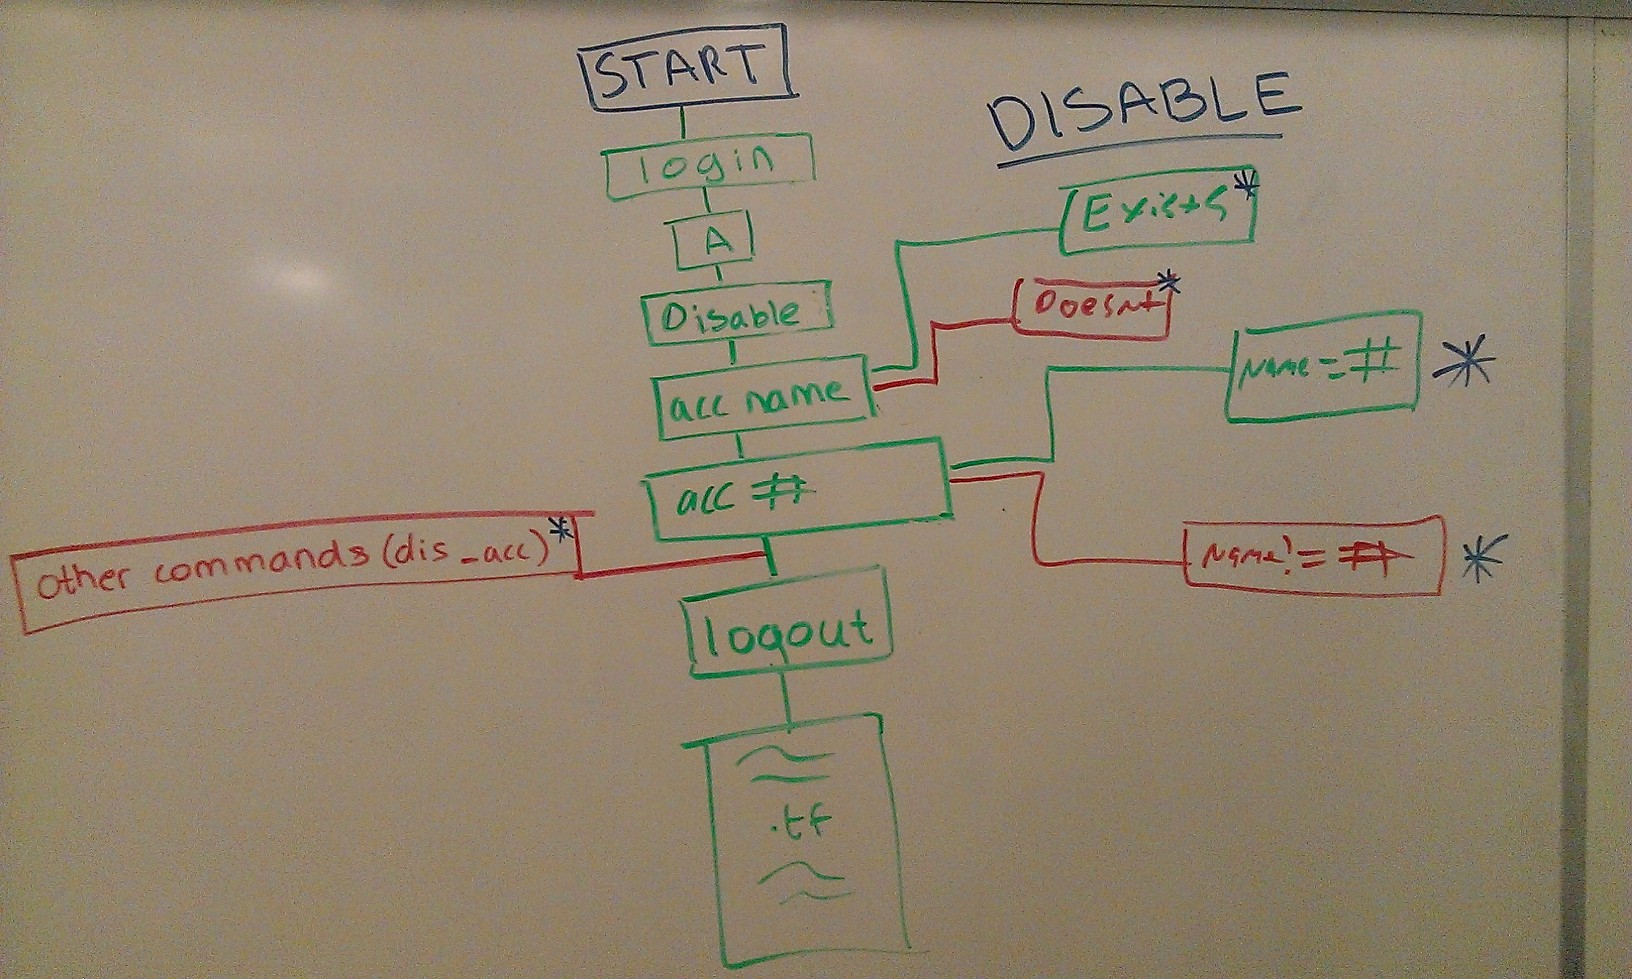 START
DISABLE
login
A
Exists*
Disable
Doesnt*
acc name
Name = # *
acc #
other commands (dis_acc)*
Name! = # *
logout
.tf